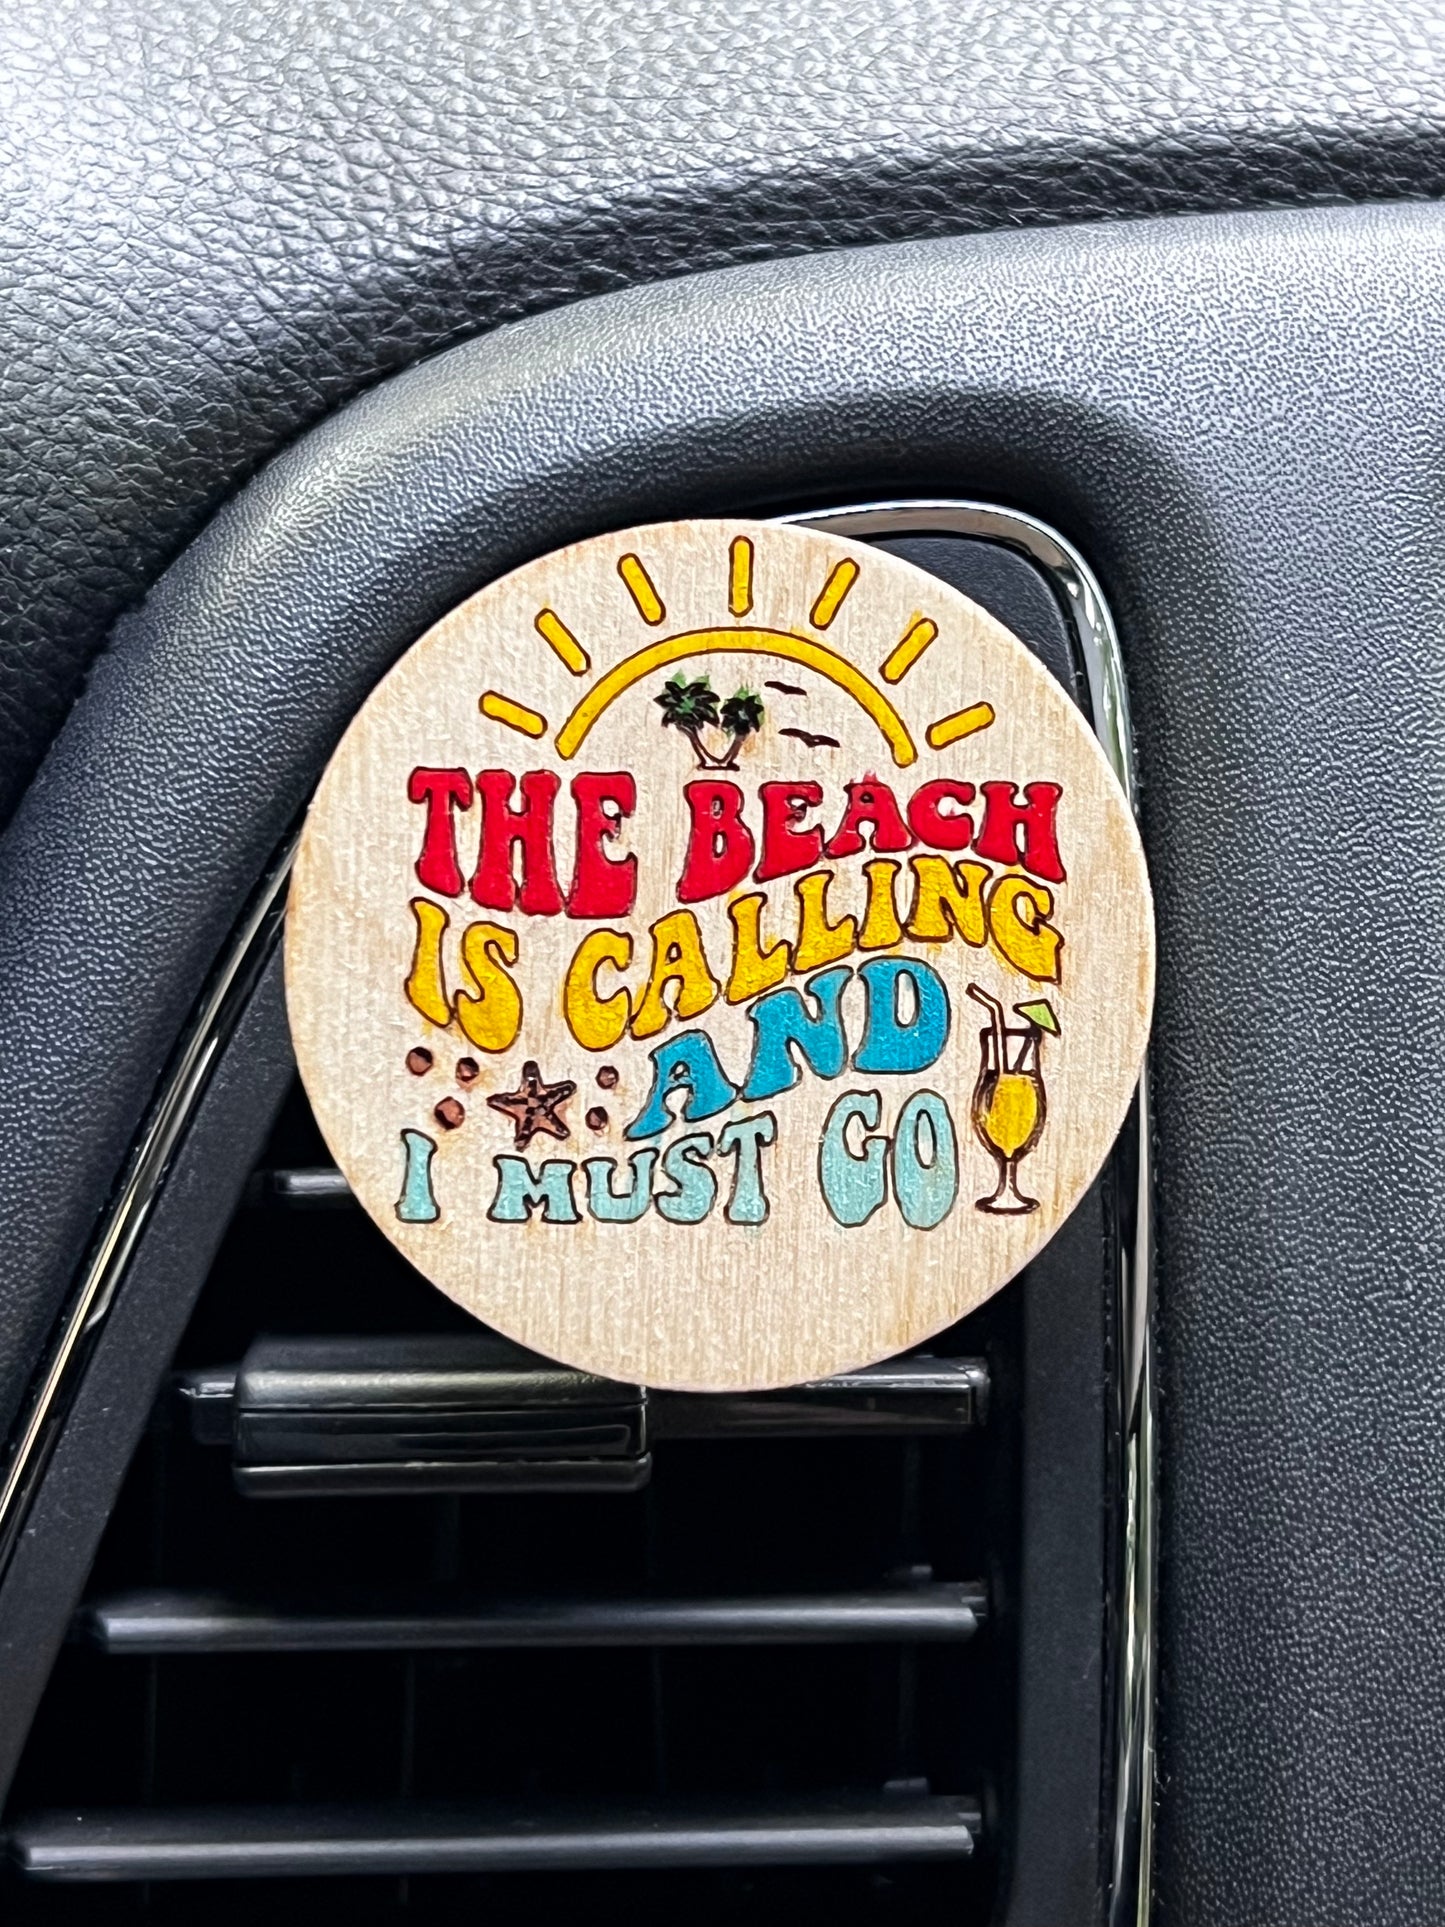 THE BEACH
IS CALLING
AND
I MUST GO